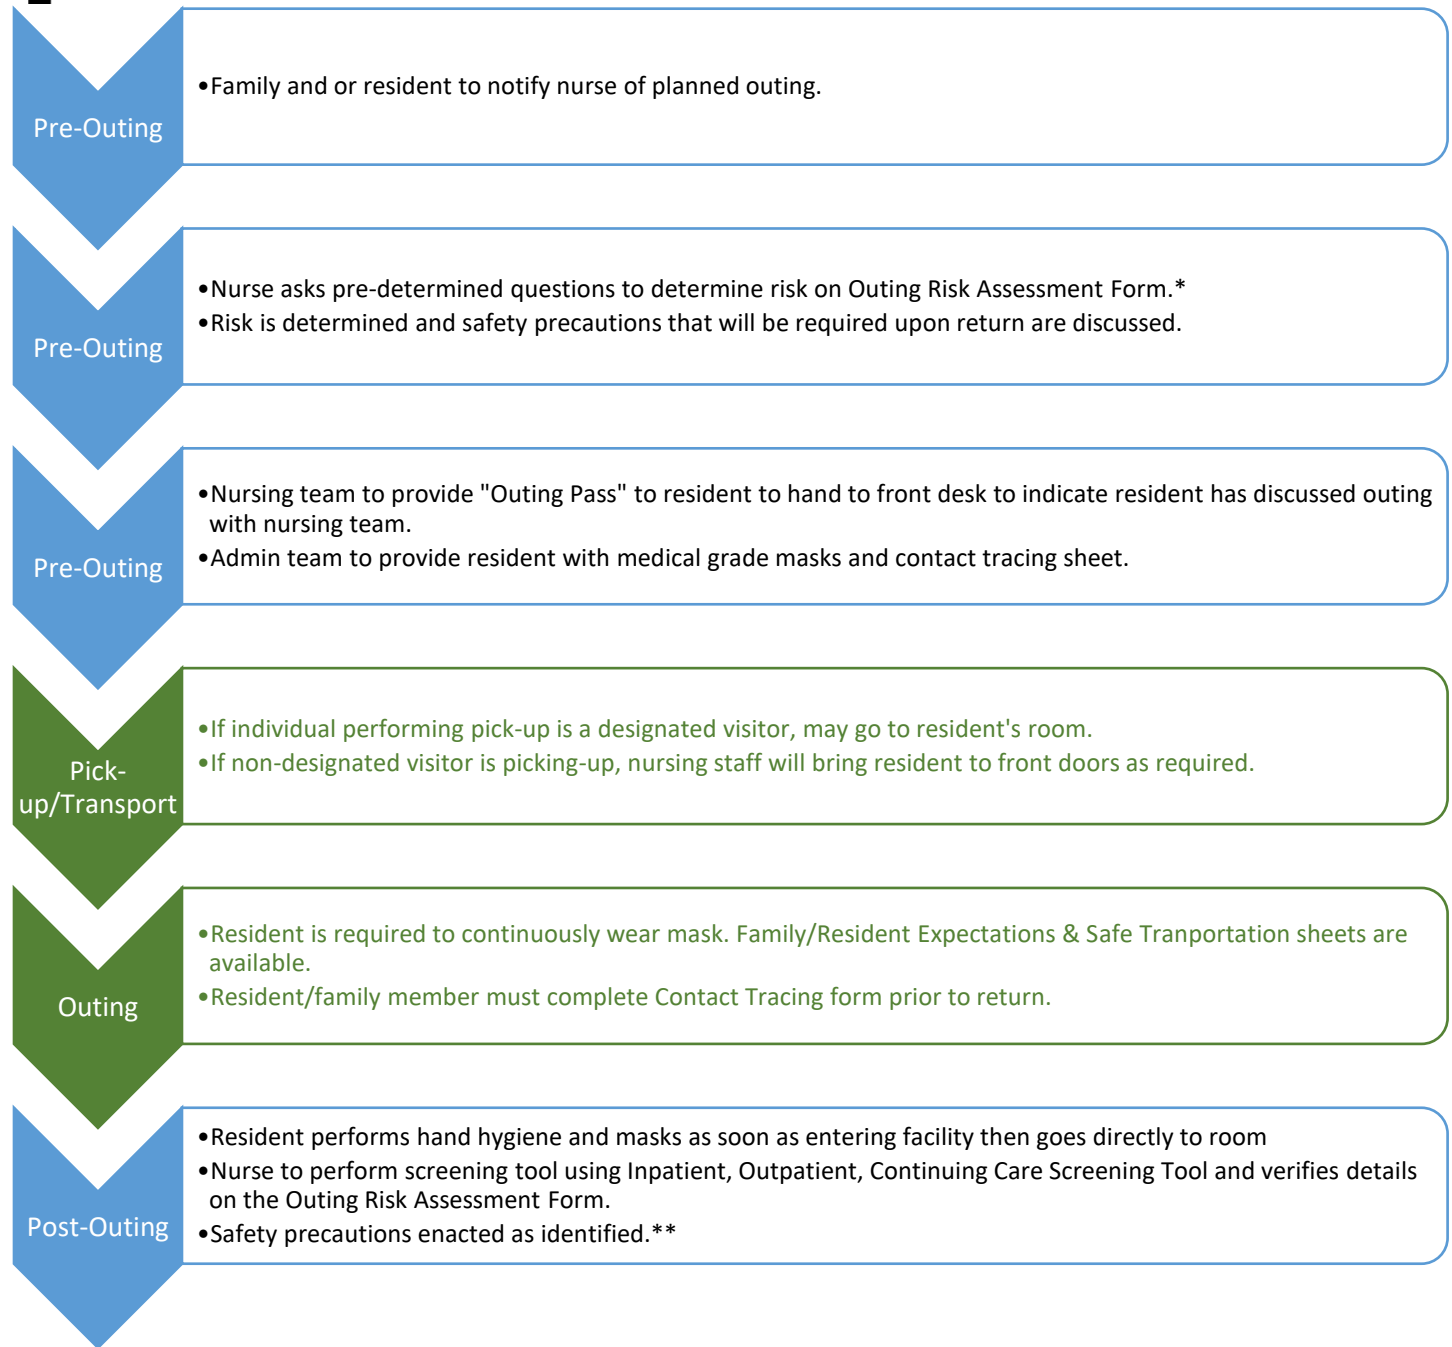 Pre-Outing
•Family and or resident to notify nurse of planned outing.
Pre-Outing
•Nurse asks pre-determined questions to determine risk on Outing Risk Assessment Form.*
•Risk is determined and safety precautions that will be required upon return are discussed.
Pre-Outing
•Nursing team to provide "Outing Pass" to resident to hand to front desk to indicate resident has discussed outing
with nursing team.
•Admin team to provide resident with medical grade masks and contact tracing sheet.
Pick-
up/Transport
•If individual performing pick-up is a designated visitor, may go to resident's room.
•If non-designated visitor is picking-up, nursing staff will bring resident to front doors as required.
Outing
•Resident is required to continuously wear mask. Family/Resident Expectations & Safe Tranportation sheets are
available.
•Resident/family member must complete Contact Tracing form prior to return.
Post-Outing
•Resident performs hand hygiene and masks as soon as entering facility then goes directly to room
•Nurse to perform screening tool using Inpatient, Outpatient, Continuing Care Screening Tool and verifies details
on the Outing Risk Assessment Form.
•Safety precautions enacted as identified.**